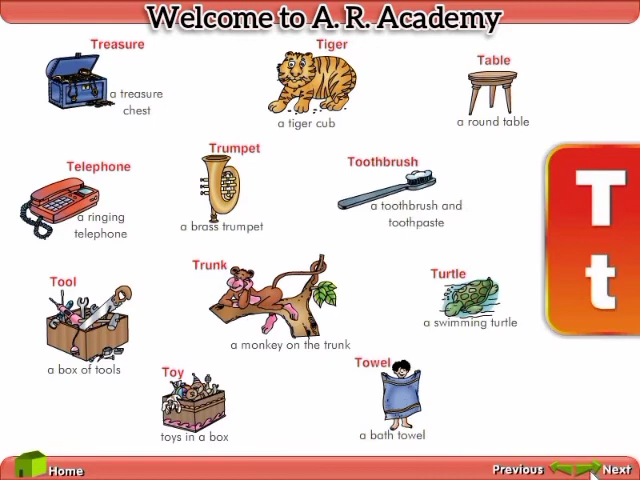 Welcome to A. R. Academy
Treasure
a treasure
chest
Tiger
a tiger cub
Table
a round table
Telephone
a ringing
telephone
Trumpet
a brass trumpet
Toothbrush
a toothbrush and
toothpaste
T
t
Tool
a box of tools
Trunk
a monkey on the trunk
Turtle
a swimming turtle
Toy
toys in a box
Towel
a bath towel
Home
Previous
Next